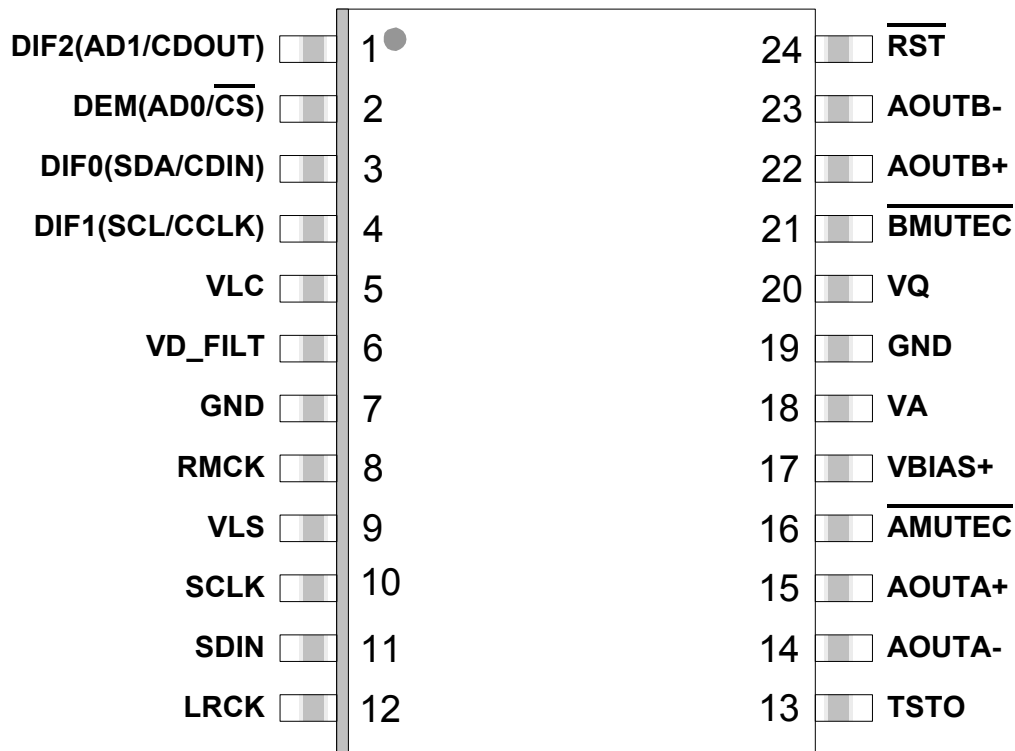 DIF2(AD1/CDOUT) 1 24 RST
DEM(AD0/CS) 2 23 AOUTB-
DIF0(SDA/CDIN) 3 22 AOUTB+
DIF1(SCL/CCLK) 4 21 BMUTEC
VLC 5 20 VQ
VD_FILT 6 19 GND
GND 7 18 VA
RMCK 8 17 VBIAS+
VLS 9 16 AMUTEC
SCLK 10 15 AOUTA+
SDIN 11 14 AOUTA-
LRCK 12 13 TSTO